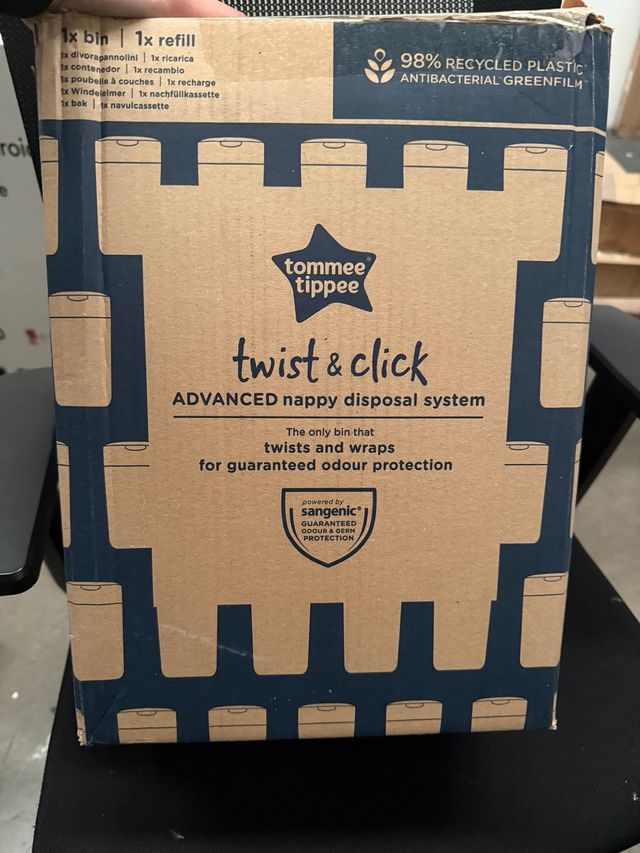 1x bin | 1x refill
1x divorapannolini | 1x ricarica
1x contenedor | 1x recambio
1x poubelle à couches | 1x recharge
1x Windeleimer | 1x nachfüllkassette
1x bak | 1x navulcassette
98% RECYCLED PLASTIC
ANTIBACTERIAL GREENFILM
tommee®
tippee
twist & click
ADVANCED nappy disposal system
The only bin that
twists and wraps
for guaranteed odour protection
powered by
sangenic®
GUARANTEED
ODOUR & GERM
PROTECTION